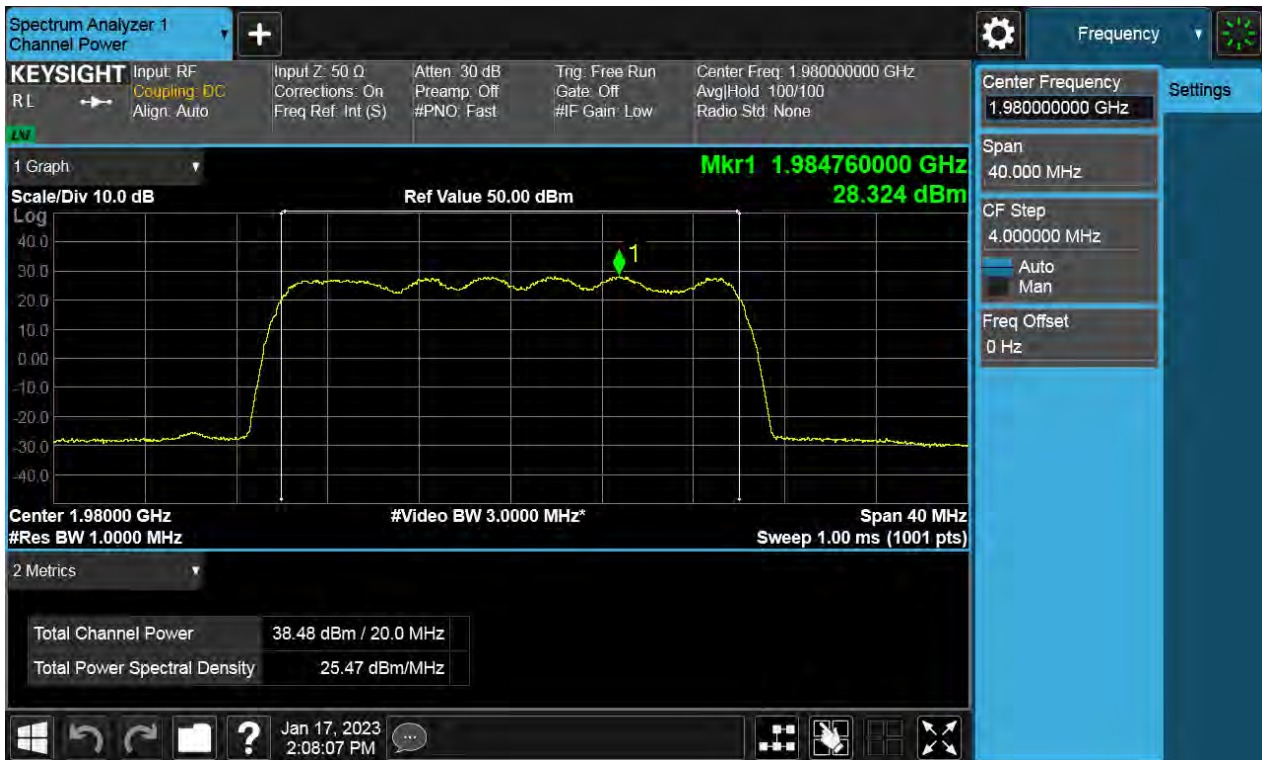 Spectrum Analyzer 1
Channel Power
+
Frequency
KEYSIGHT
RL
LXI
Input: RF
Coupling: DC
Align: Auto
Input Z: 50 Ω
Corrections: On
Freq Ref: Int (S)
Atten: 30 dB
Preamp: Off
#PNO: Fast
Trig: Free Run
Gate: Off
#IF Gain: Low
Center Freq: 1.980000000 GHz
Avg|Hold: 100/100
Radio Std: None
Center Frequency
1.980000000 GHz
Settings
Span
40.000 MHz
CF Step
4.000000 MHz
Auto
Man
Freq Offset
0 Hz
1 Graph
Mkr1 1.984760000 GHz
Scale/Div 10.0 dB
Ref Value 50.00 dBm
28.324 dBm
Log
40.0
30.0
20.0
10.0
0.00
-10.0
-20.0
-30.0
-40.0
1
Center 1.98000 GHz
#Video BW 3.0000 MHz*
Span 40 MHz
#Res BW 1.0000 MHz
Sweep 1.00 ms (1001 pts)
2 Metrics
Total Channel Power 38.48 dBm / 20.0 MHz
Total Power Spectral Density 25.47 dBm/MHz
?
Jan 17, 2023
2:08:07 PM